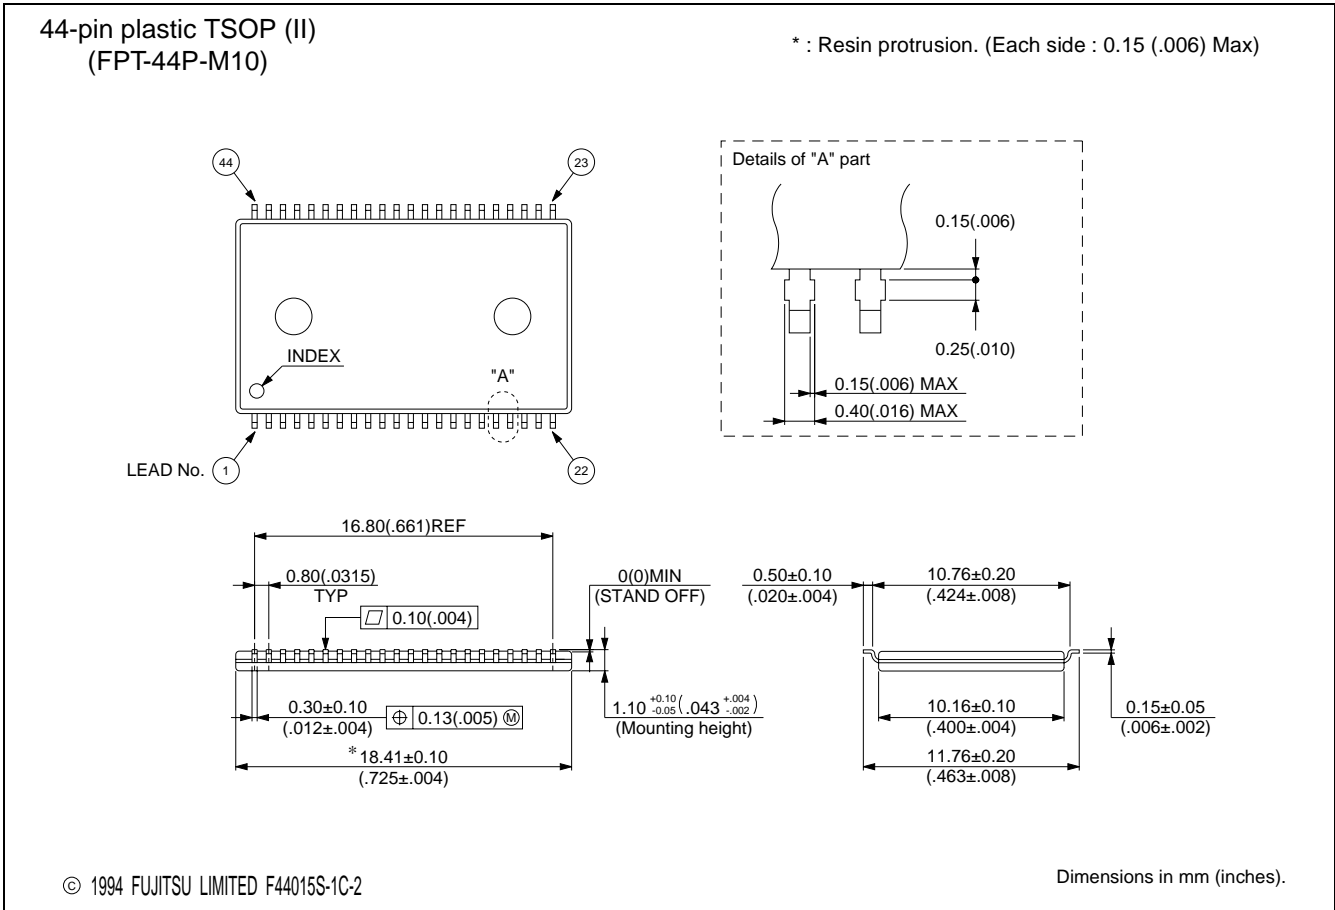 44-pin plastic TSOP (II)
(FPT-44P-M10)
* : Resin protrusion. (Each side : 0.15 (.006) Max)
44
23
Details of "A" part
0.15(.006)
0.25(.010)
0.15(.006) MAX
0.40(.016) MAX
INDEX
"A"
LEAD No. 1
22
16.80(.661)REF
0.80(.0315)
TYP
0.10(.004)
0(0)MIN
(STAND OFF)
0.50±0.10
(.020±.004)
10.76±0.20
(.424±.008)
0.30±0.10
(.012±.004)
⌖ 0.13(.005) Ⓜ
1.10 +0.10 -0.05 (.043 +.004 -.002)
(Mounting height)
10.16±0.10
(.400±.004)
0.15±0.05
(.006±.002)
*18.41±0.10
(.725±.004)
11.76±0.20
(.463±.008)
© 1994 FUJITSU LIMITED F44015S-1C-2
Dimensions in mm (inches).